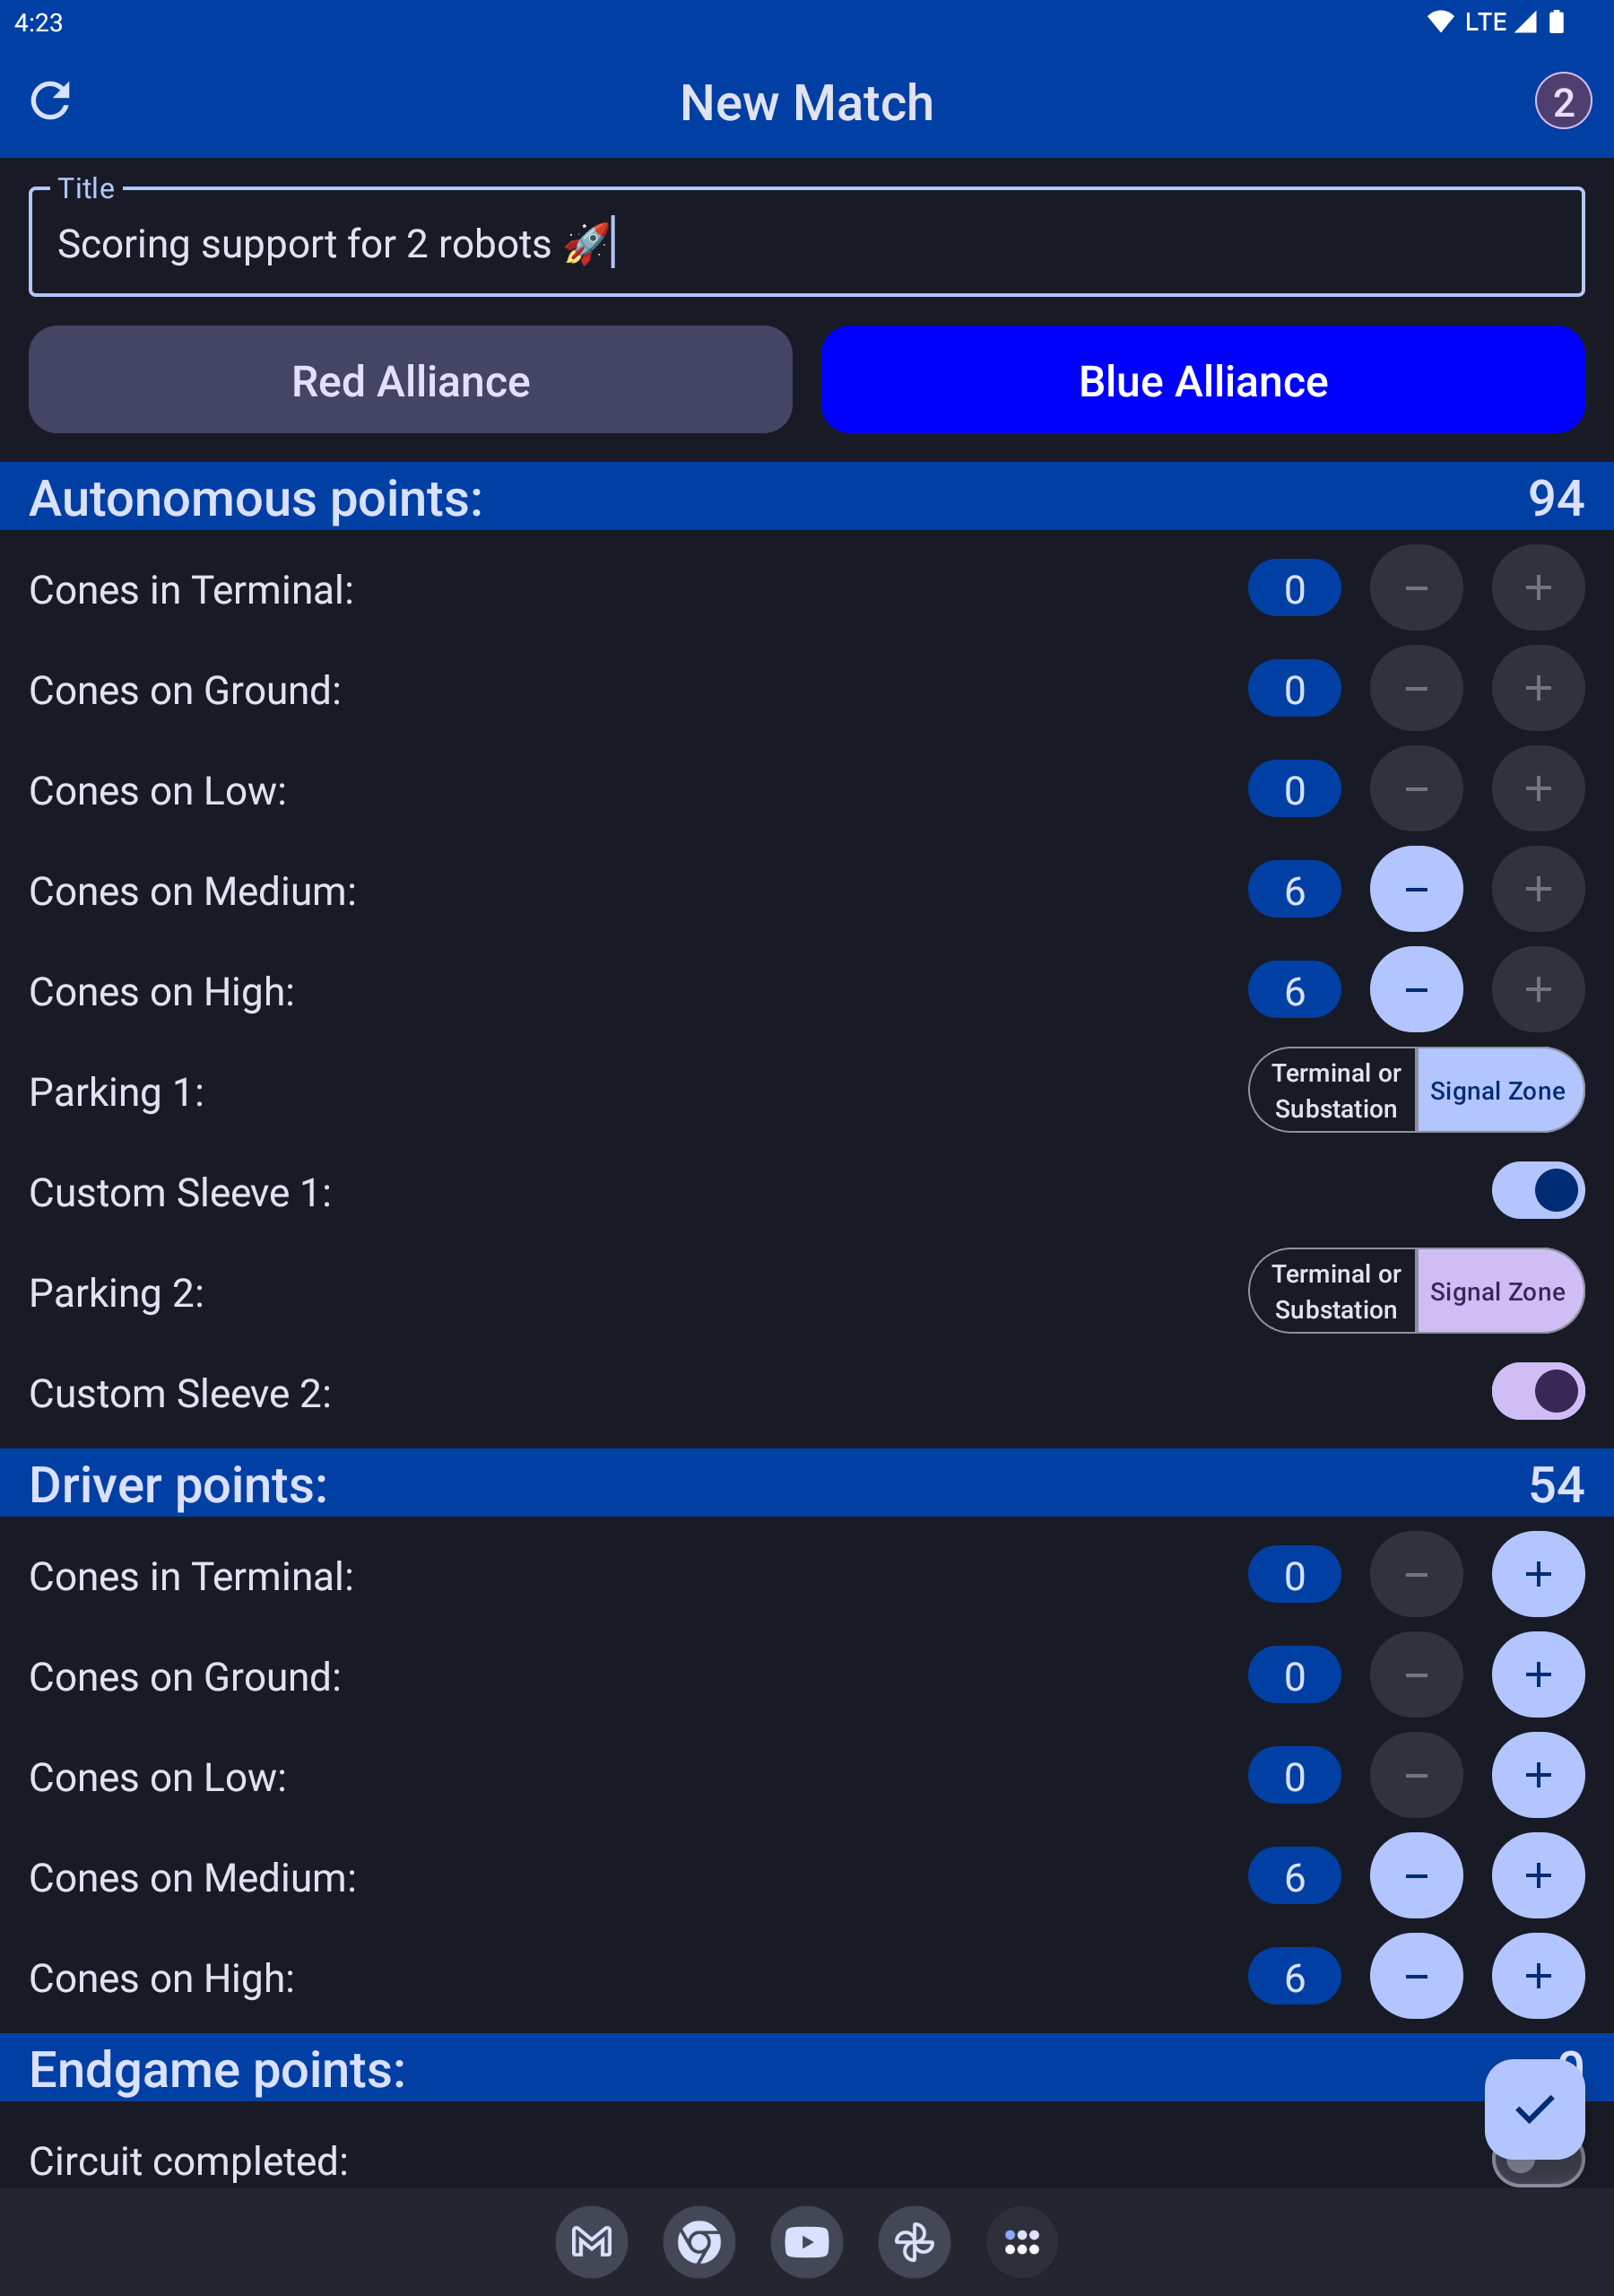 4:23
LTE
New Match
2
Title
Scoring support for 2 robots 🚀
Red Alliance
Blue Alliance
Autonomous points: 94
Cones in Terminal: 0 − +
Cones on Ground: 0 − +
Cones on Low: 0 − +
Cones on Medium: 6 − +
Cones on High: 6 − +
Parking 1:
Terminal or
Substation
Signal Zone
Custom Sleeve 1:
Parking 2:
Terminal or
Substation
Signal Zone
Custom Sleeve 2:
Driver points: 54
Cones in Terminal: 0 − +
Cones on Ground: 0 − +
Cones on Low: 0 − +
Cones on Medium: 6 − +
Cones on High: 6 − +
Endgame points:
Circuit completed: